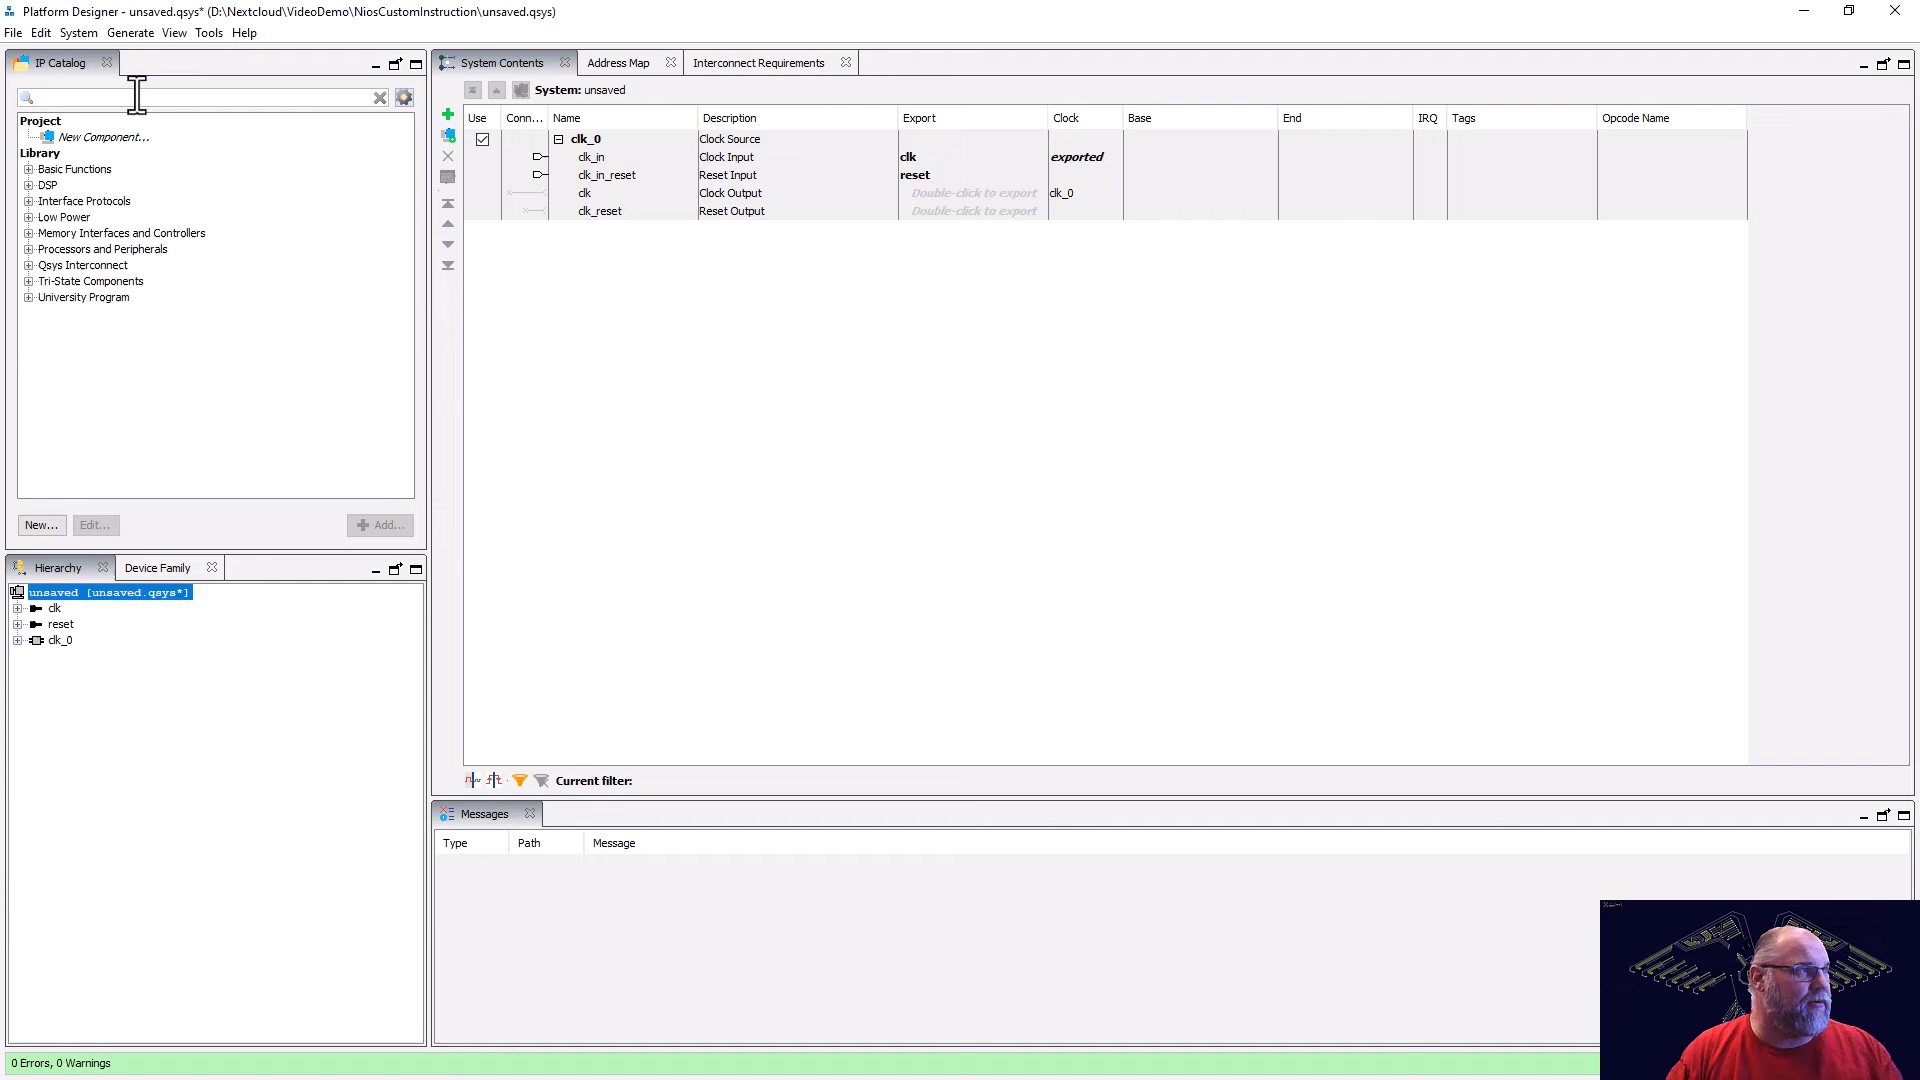 Platform Designer - unsaved.qsys* (D:\Nextcloud\VideoDemo\NiosCustomInstruction\unsaved.qsys)
File Edit System Generate View Tools Help
IP Catalog
Project
New Component...
Library
Basic Functions
DSP
Interface Protocols
Low Power
Memory Interfaces and Controllers
Processors and Peripherals
Qsys Interconnect
Tri-State Components
University Program
New... Edit... Add...
Hierarchy Device Family
unsaved [unsaved.qsys*]
clk
reset
clk_0
System Contents Address Map Interconnect Requirements
System: unsaved
Use Conn... Name Description Export Clock Base End IRQ Tags Opcode Name
clk_0 Clock Source
clk_in Clock Input clk exported
clk_in_reset Reset Input reset
clk Clock Output Double-click to export clk_0
clk_reset Reset Output Double-click to export
Current filter:
Messages
Type Path Message
0 Errors, 0 Warnings